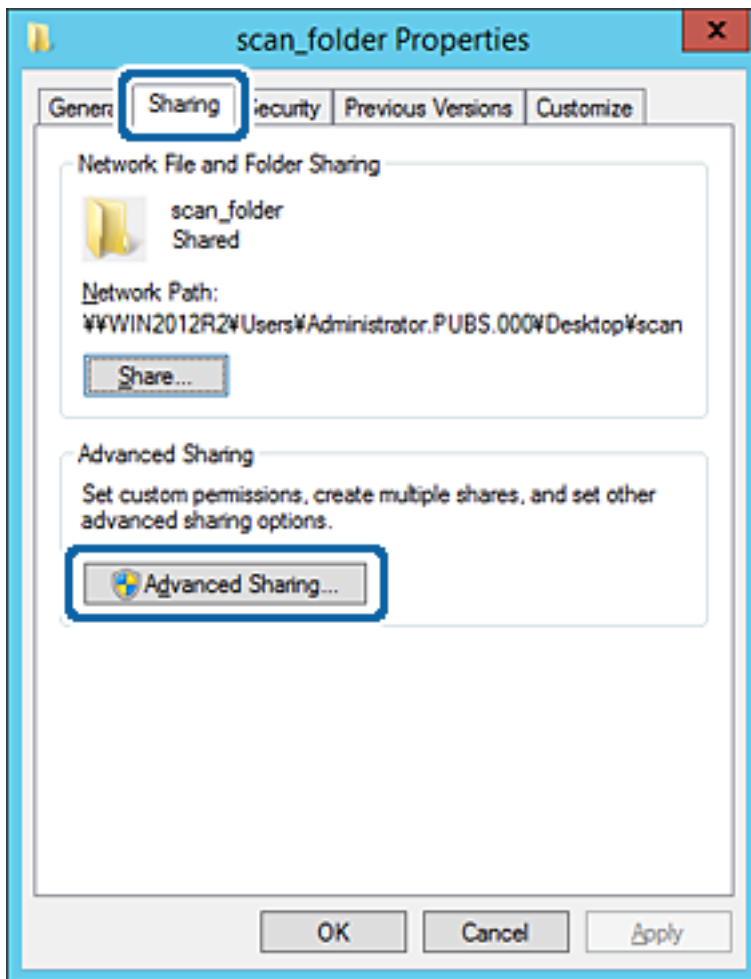 scan_folder Properties
x
Genera Sharing ecurity Previous Versions Customize
Network File and Folder Sharing
scan_folder
Shared
Network Path:
¥¥WIN2012R2¥Users¥Administrator.PUBS.000¥Desktop¥scan
Share...
Advanced Sharing
Set custom permissions, create multiple shares, and set other
advanced sharing options.
Advanced Sharing...
OK Cancel Apply